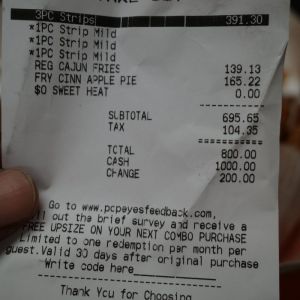 3PC Strips 391.30
*1PC Strip Mild
*1PC Strip Mild
*1PC Strip Mild
REG CAJUN FRIES 139.13
FRY CINN APPLE PIE 165.22
$0 SWEET HEAT 0.00
SUBTOTAL 695.65
TAX 104.35
TOTAL 800.00
CASH 1000.00
CHANGE 200.00
Go to www.popeyesfeedback.com,
out the brief survey and receive a
FREE UPSIZE ON YOUR NEXT COMBO PURCHASE
Limited to one redemption per month per
guest.Valid 30 days after original purchase
Write code here
Thank You for Choosing